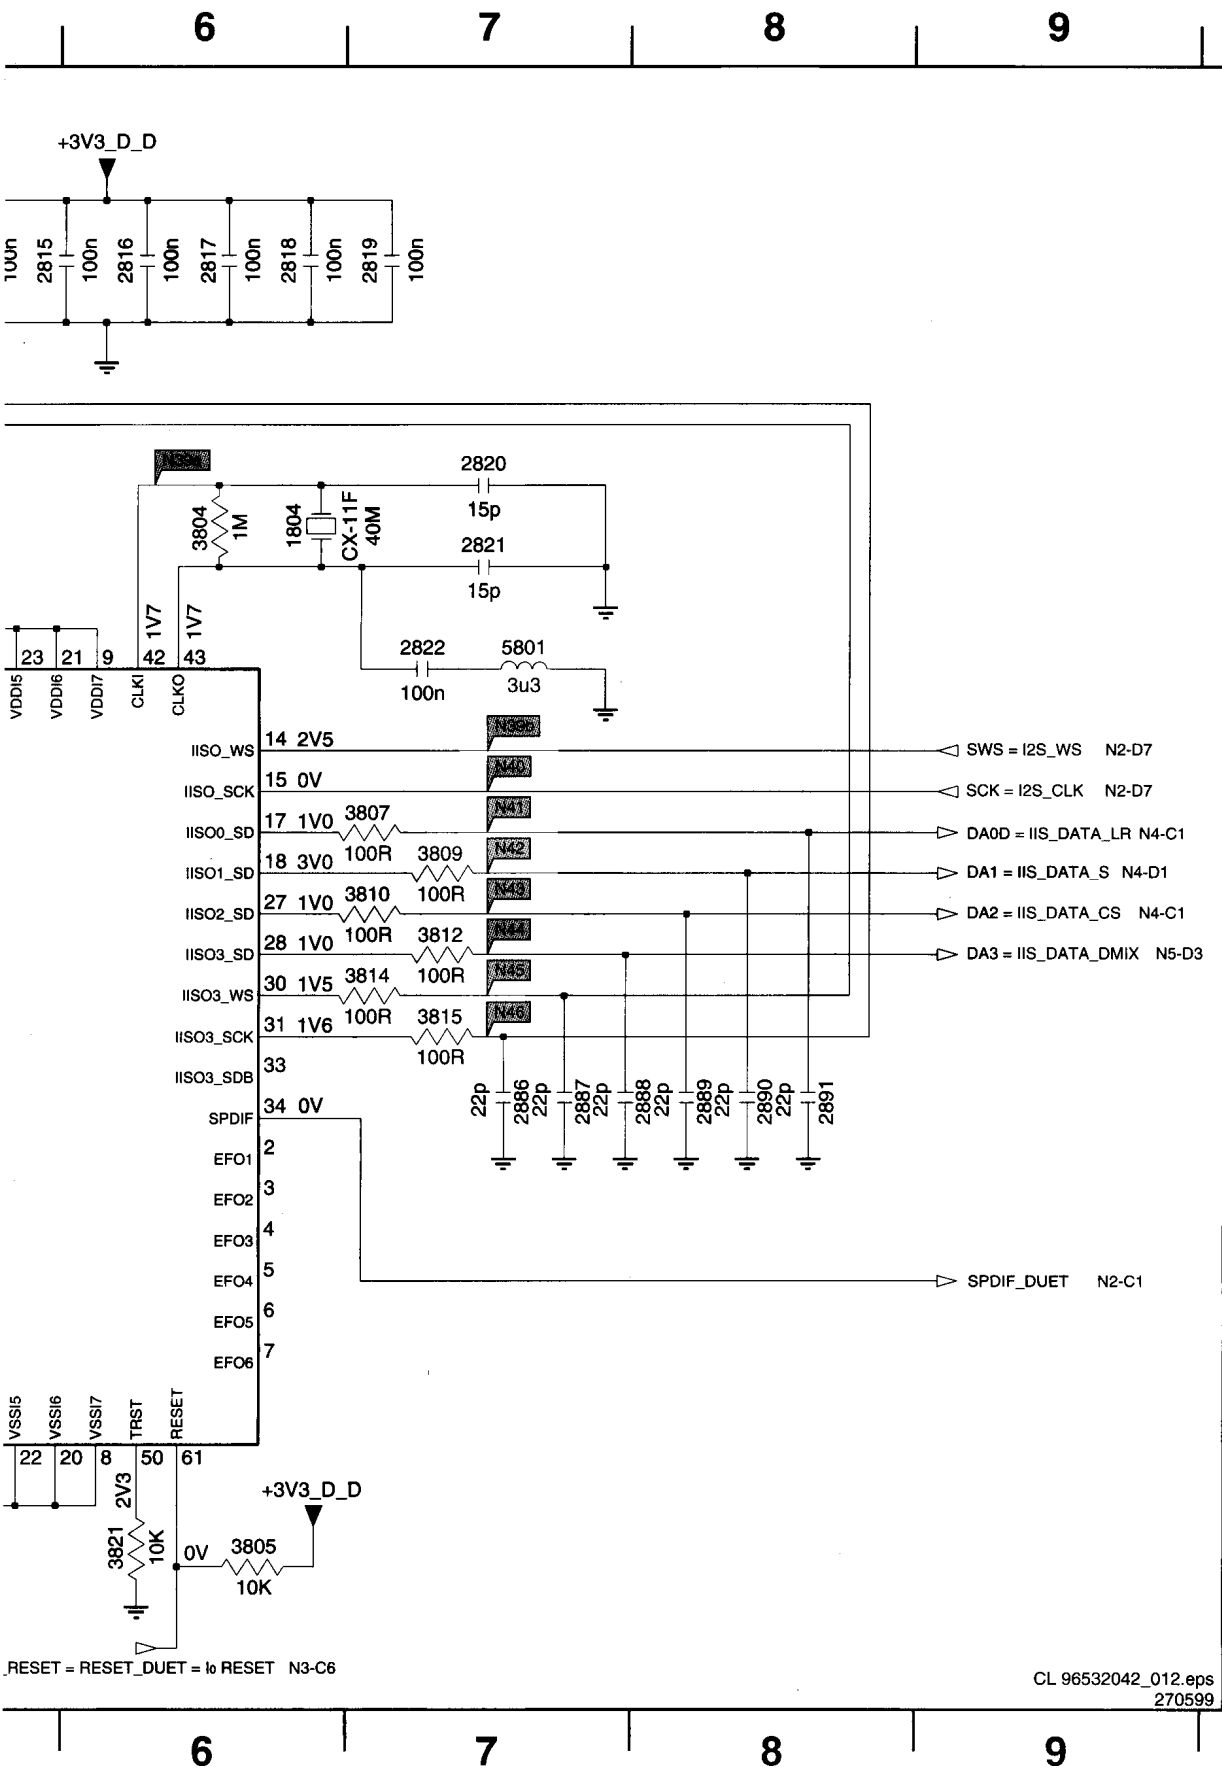 6 7 8 9
+3V3_D_D
100n 2815 100n 2816 100n 2817 100n 2818 100n 2819 100n
2820
15p
3804 1M 1804 CX-11F 40M
2821
15p
1V7 1V7
2822 5801
100n 3u3
23 21 9 42 43
VDDI5 VDDI6 VDDI7 CLKI CLKO
IISO_WS 14 2V5 SWS = I2S_WS N2-D7
N40
IISO_SCK 15 0V SCK = I2S_CLK N2-D7
N41
IISO0_SD 17 1V0 3807 100R DA0D = IIS_DATA_LR N4-C1
N42
IISO1_SD 18 3V0 3809 100R DA1 = IIS_DATA_S N4-D1
N43
IISO2_SD 27 1V0 3810 100R DA2 = IIS_DATA_CS N4-C1
N44
IISO3_SD 28 1V0 3812 100R DA3 = IIS_DATA_DMIX N5-D3
N45
IISO3_WS 30 1V5 3814 100R
N46
IISO3_SCK 31 1V6 3815 100R
IISO3_SDB 33
22p 2886 22p 2887 22p 2888 22p 2889 22p 2890 22p 2891
SPDIF 34 0V
EFO1 2
EFO2 3
EFO3 4
EFO4 5
SPDIF_DUET N2-C1
EFO5 6
EFO6 7
VSSI5 VSSI6 VSSI7 TRST RESET
22 20 8 50 61
2V3
+3V3_D_D
3821 10K
0V 3805
10K
_RESET = RESET_DUET = lo RESET N3-C6
CL 96532042_012.eps
270599
6 7 8 9